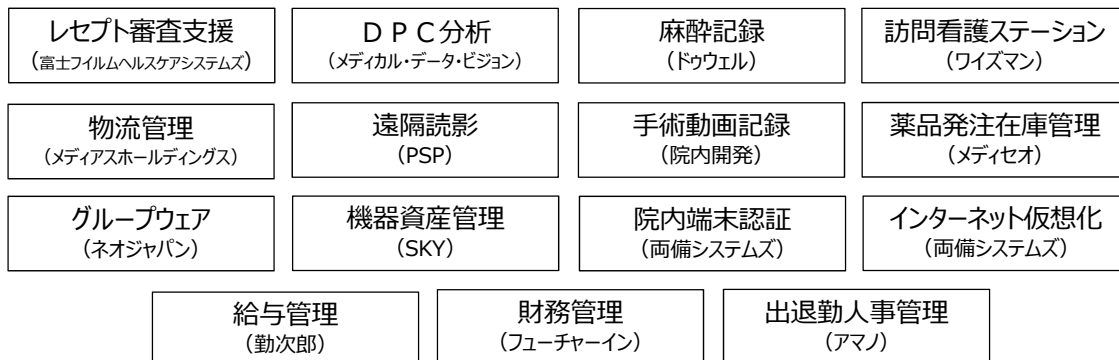 レセプト審査支援
(富士フイルムヘルスケアシステムズ)
ＤＰＣ分析
(メディカル・データ・ビジョン)
麻酔記録
(ドゥウェル)
訪問看護ステーション
(ワイズマン)
物流管理
(メディアスホールディングス)
遠隔読影
(PSP)
手術動画記録
(院内開発)
薬品発注在庫管理
(メディセオ)
グループウェア
(ネオジャパン)
機器資産管理
(SKY)
院内端末認証
(両備システムズ)
インターネット仮想化
(両備システムズ)
給与管理
(勤次郎)
財務管理
(フューチャーイン)
出退勤人事管理
(アマノ)